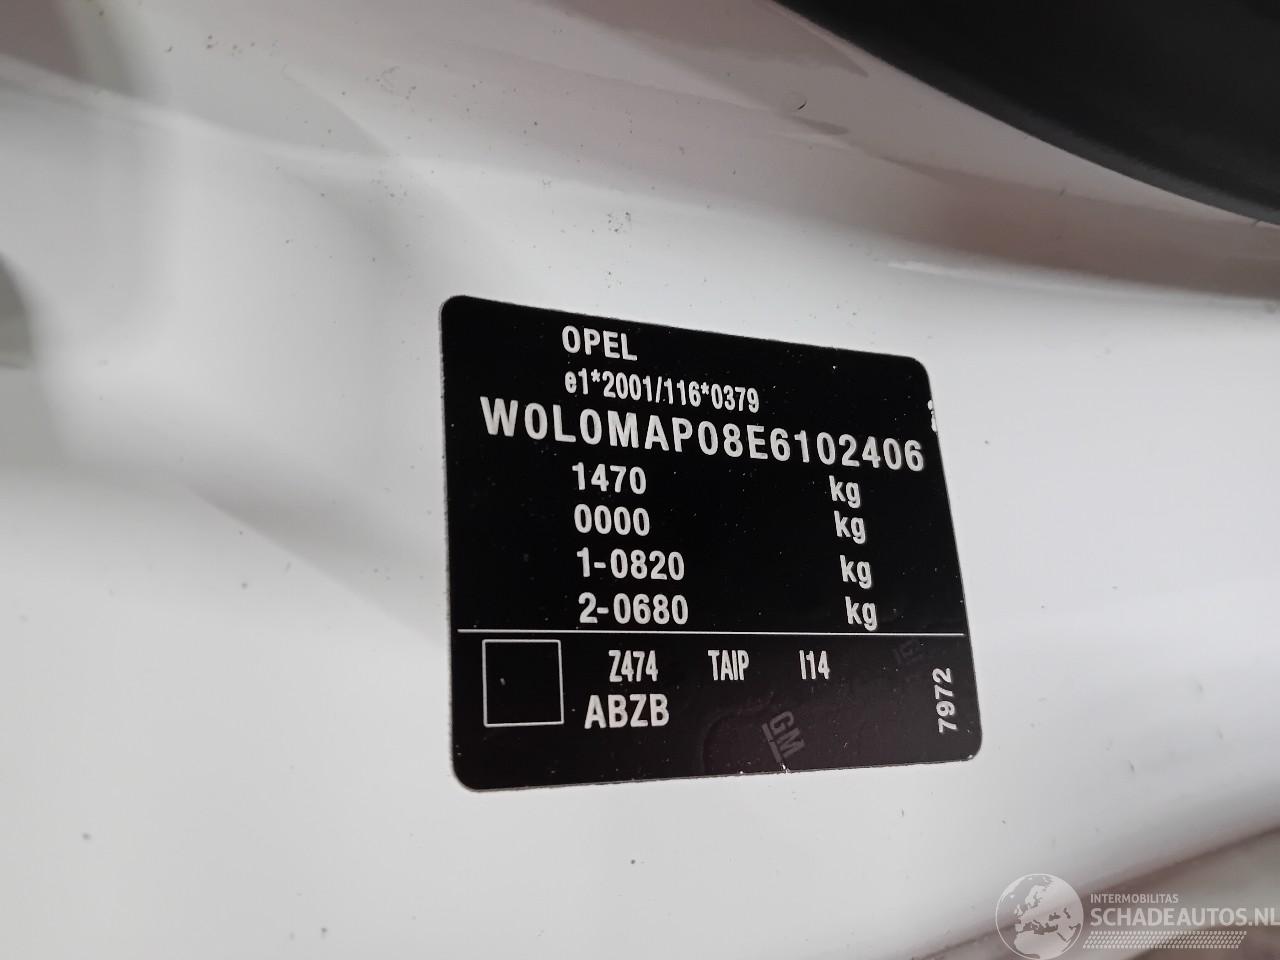 OPEL
e1*2001/116*0379
W0L0MAP08E6102406
1470 kg
0000 kg
1-0820 kg
2-0680 kg
Z474 TAIP I14
ABZB
7972
GM
INTERMOBILITAS
SCHADEAUTOS.NL